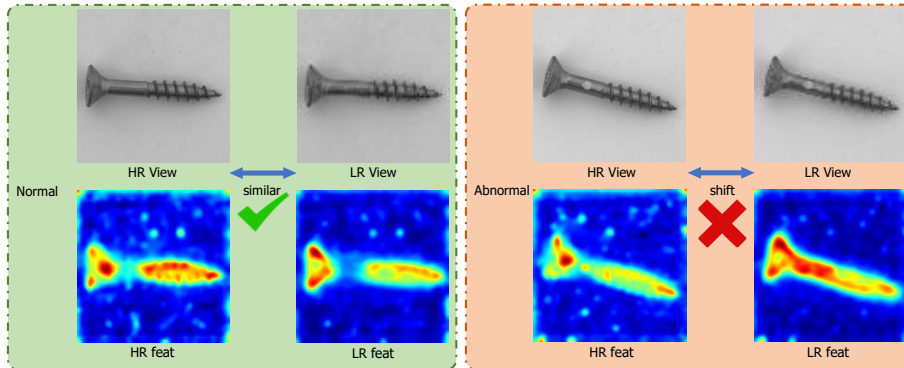 HR View
LR View
Normal
similar
HR feat
LR feat
HR View
LR View
Abnormal
shift
HR feat
LR feat